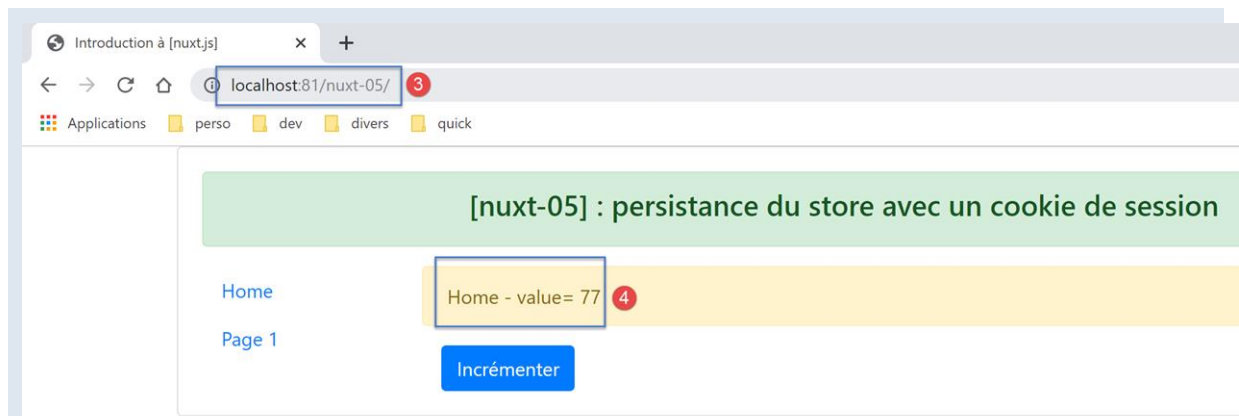 Introduction à [nuxt.js]
localhost:81/nuxt-05/ 3
Applications perso dev divers quick
[nuxt-05] : persistance du store avec un cookie de session
Home
Home - value= 77 4
Page 1
Incrémenter